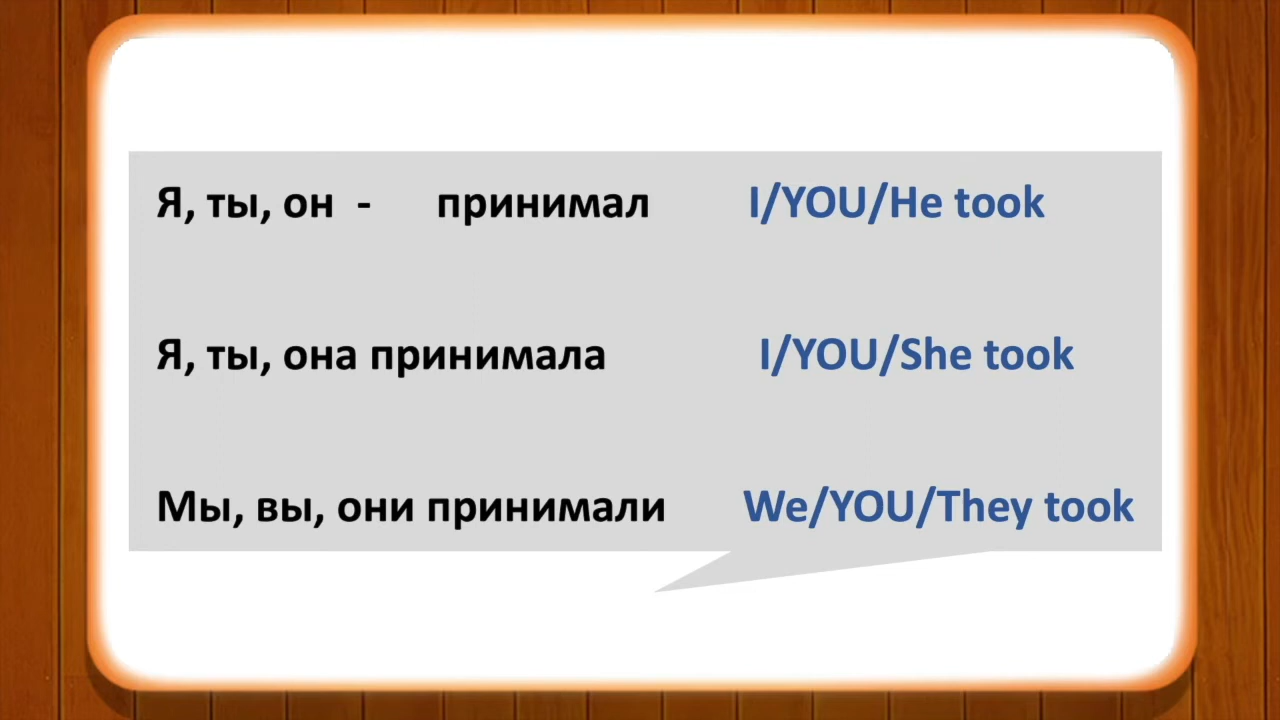 Я, ты, он - принимал I/YOU/He took
Я, ты, она принимала I/YOU/She took
Мы, вы, они принимали We/YOU/They took